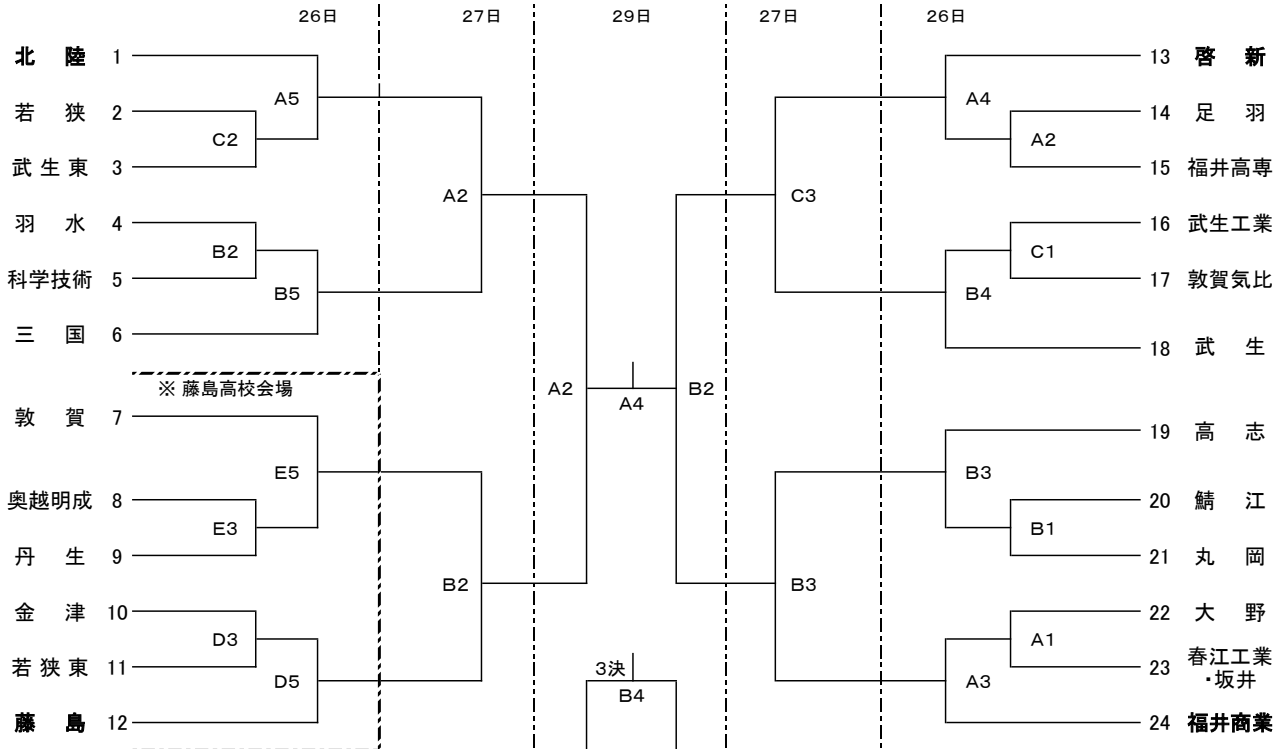 26日 27日 29日 27日 26日
北 陸 1
若 狭 2
武 生 東 3
羽 水 4
科学技術 5
三 国 6
※ 藤島高校会場
敦 賀 7
奥越明成 8
丹 生 9
金 津 10
若 狭 東 11
藤 島 12
A5
C2
A2
B2
B5
E5
E3
B2
D3
D5
A2
A4
B2
3決
B4
C3
B3
A4
A2
C1
B4
B3
B1
A1
A3
13 啓 新
14 足 羽
15 福井高専
16 武生工業
17 敦賀気比
18 武 生
19 高 志
20 鯖 江
21 丸 岡
22 大 野
23 春江工業
・坂井
24 福井商業